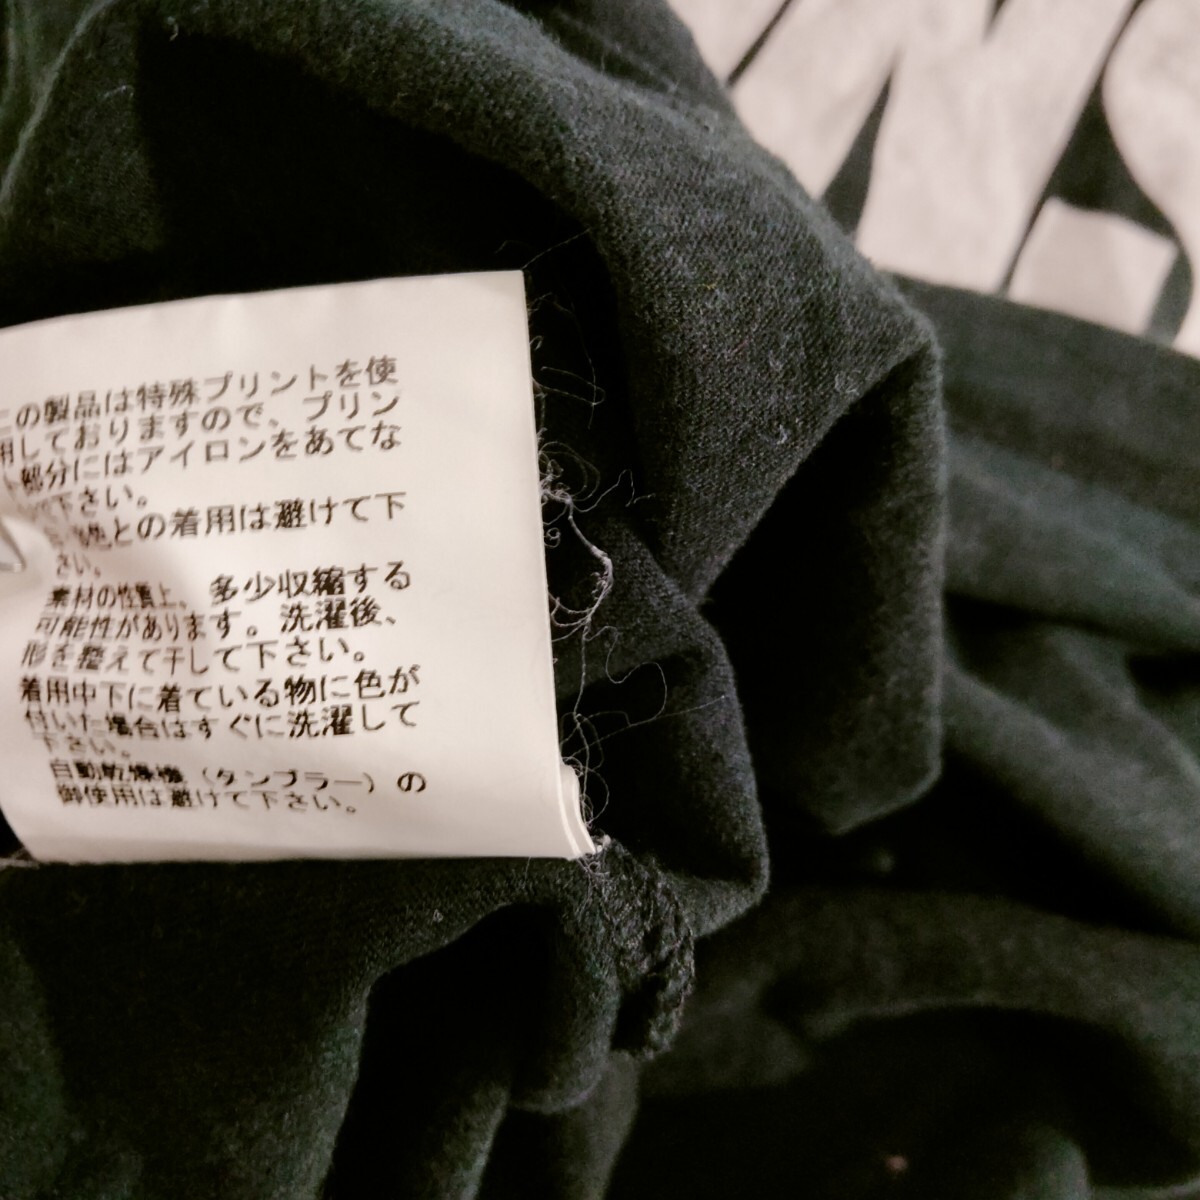 この製品は特殊プリントを使
用しておりますので、プリン
ト部分にはアイロンをあてな
いで下さい。
色との着用は避けて下
さい。
素材の性質上、多少収縮する
可能性があります。洗濯後、
形を整えて干して下さい。
着用中下に着ている物に色が
付いた場合はすぐに洗濯して
下さい。
自動乾燥機（タンブラー）の
御使用は避けて下さい。